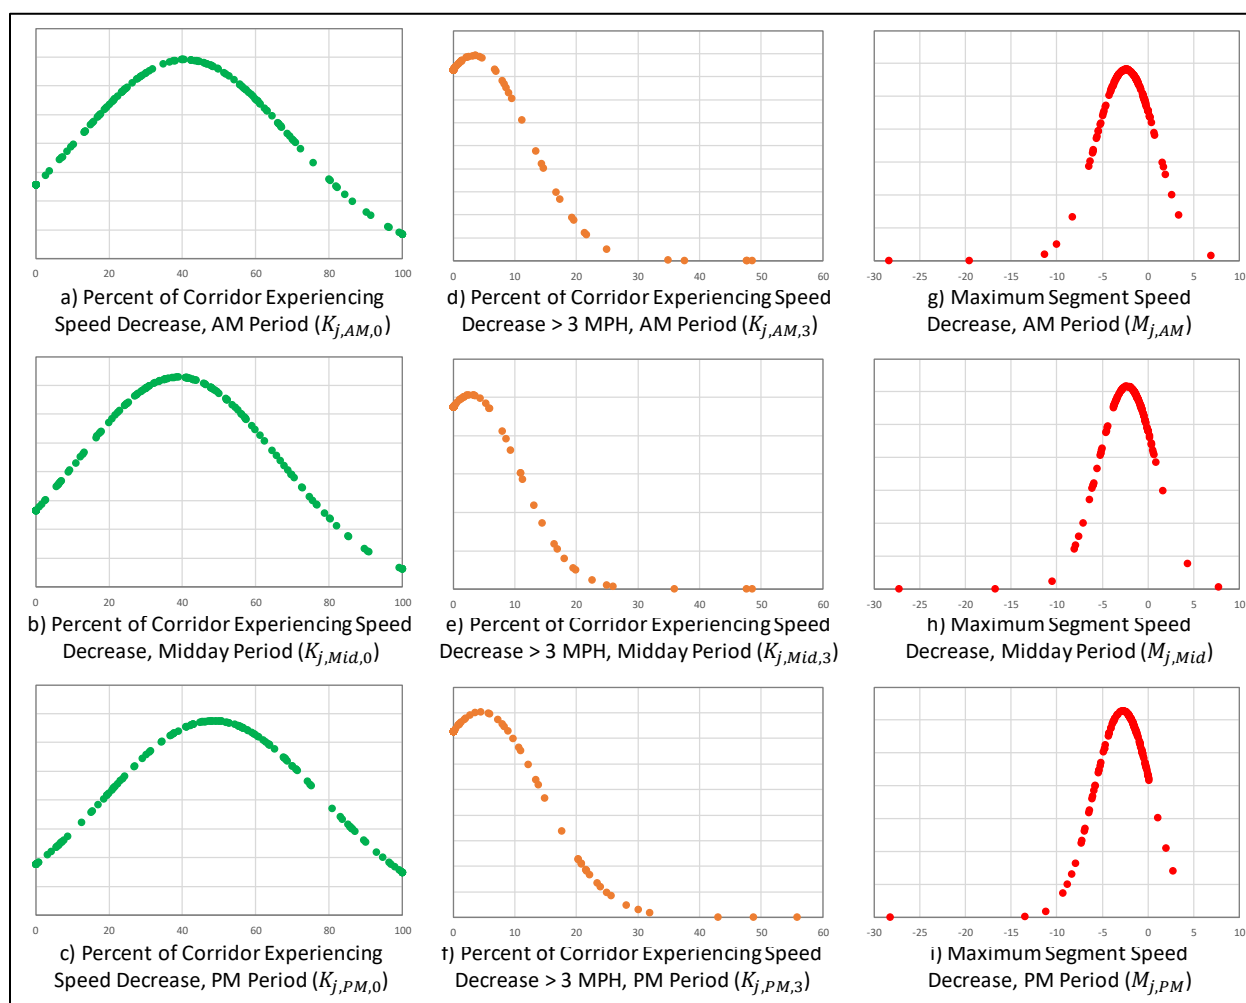 0 20 40 60 80 100
a) Percent of Corridor Experiencing
Speed Decrease, AM Period (K_{j,AM,0})
0 10 20 30 40 50 60
d) Percent of Corridor Experiencing Speed
Decrease > 3 MPH, AM Period (K_{j,AM,3})
-30 -25 -20 -15 -10 -5 0 5 10
g) Maximum Segment Speed
Decrease, AM Period (M_{j,AM})
0 20 40 60 80 100
b) Percent of Corridor Experiencing Speed
Decrease, Midday Period (K_{j,Mid,0})
0 10 20 30 40 50 60
e) Percent of Corridor Experiencing Speed
Decrease > 3 MPH, Midday Period (K_{j,Mid,3})
-30 -25 -20 -15 -10 -5 0 5 10
h) Maximum Segment Speed
Decrease, Midday Period (M_{j,Mid})
0 20 40 60 80 100
c) Percent of Corridor Experiencing
Speed Decrease, PM Period (K_{j,PM,0})
0 10 20 30 40 50 60
f) Percent of Corridor Experiencing Speed
Decrease > 3 MPH, PM Period (K_{j,PM,3})
-30 -25 -20 -15 -10 -5 0 5 10
i) Maximum Segment Speed
Decrease, PM Period (M_{j,PM})